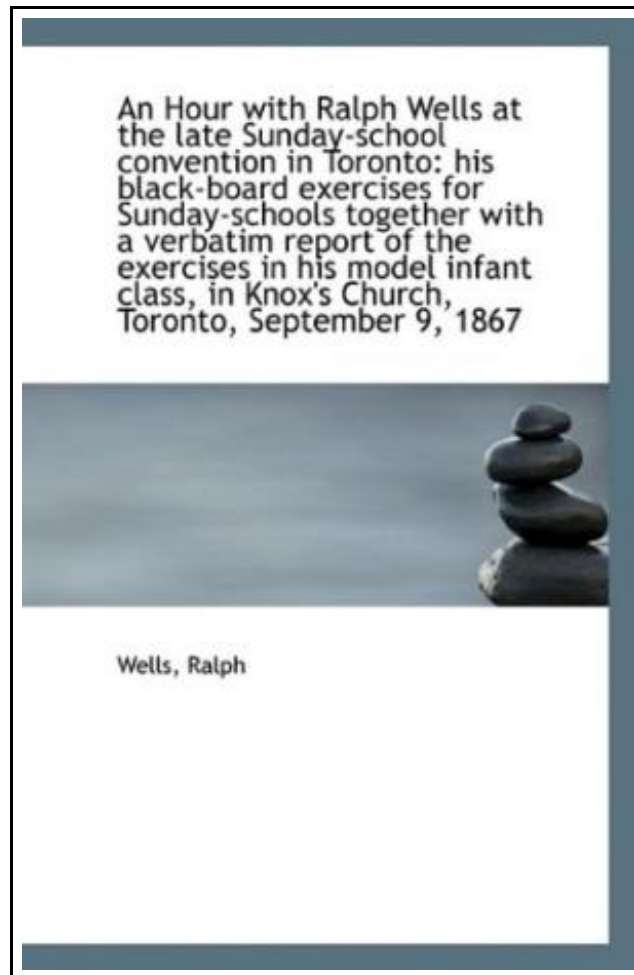 An Hour with Ralph Wells at
the late Sunday-school
convention in Toronto: his
black-board exercises for
Sunday-schools together with
a verbatim report of the
exercises in his model infant
class, in Knox's Church,
Toronto, September 9, 1867
Wells, Ralph